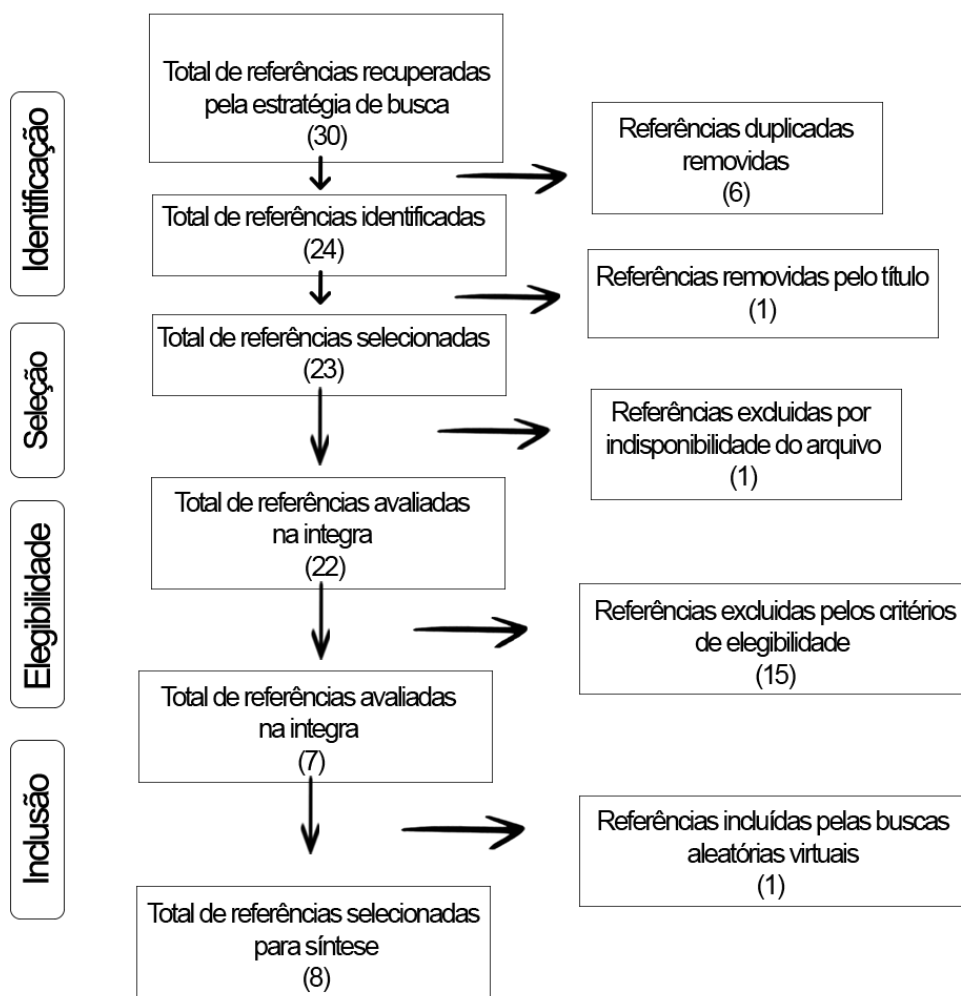 Identificação
Total de referências recuperadas
pela estratégia de busca
(30)
Referências duplicadas
removidas
(6)
Total de referências identificadas
(24)
Referências removidas pelo título
(1)
Seleção
Total de referências selecionadas
(23)
Referências excluidas por
indisponibilidade do arquivo
(1)
Elegibilidade
Total de referências avaliadas
na integra
(22)
Referências excluidas pelos critérios
de elegibilidade
(15)
Total de referências avaliadas
na integra
(7)
Inclusão
Referências incluídas pelas buscas
aleatórias virtuais
(1)
Total de referências selecionadas
para síntese
(8)